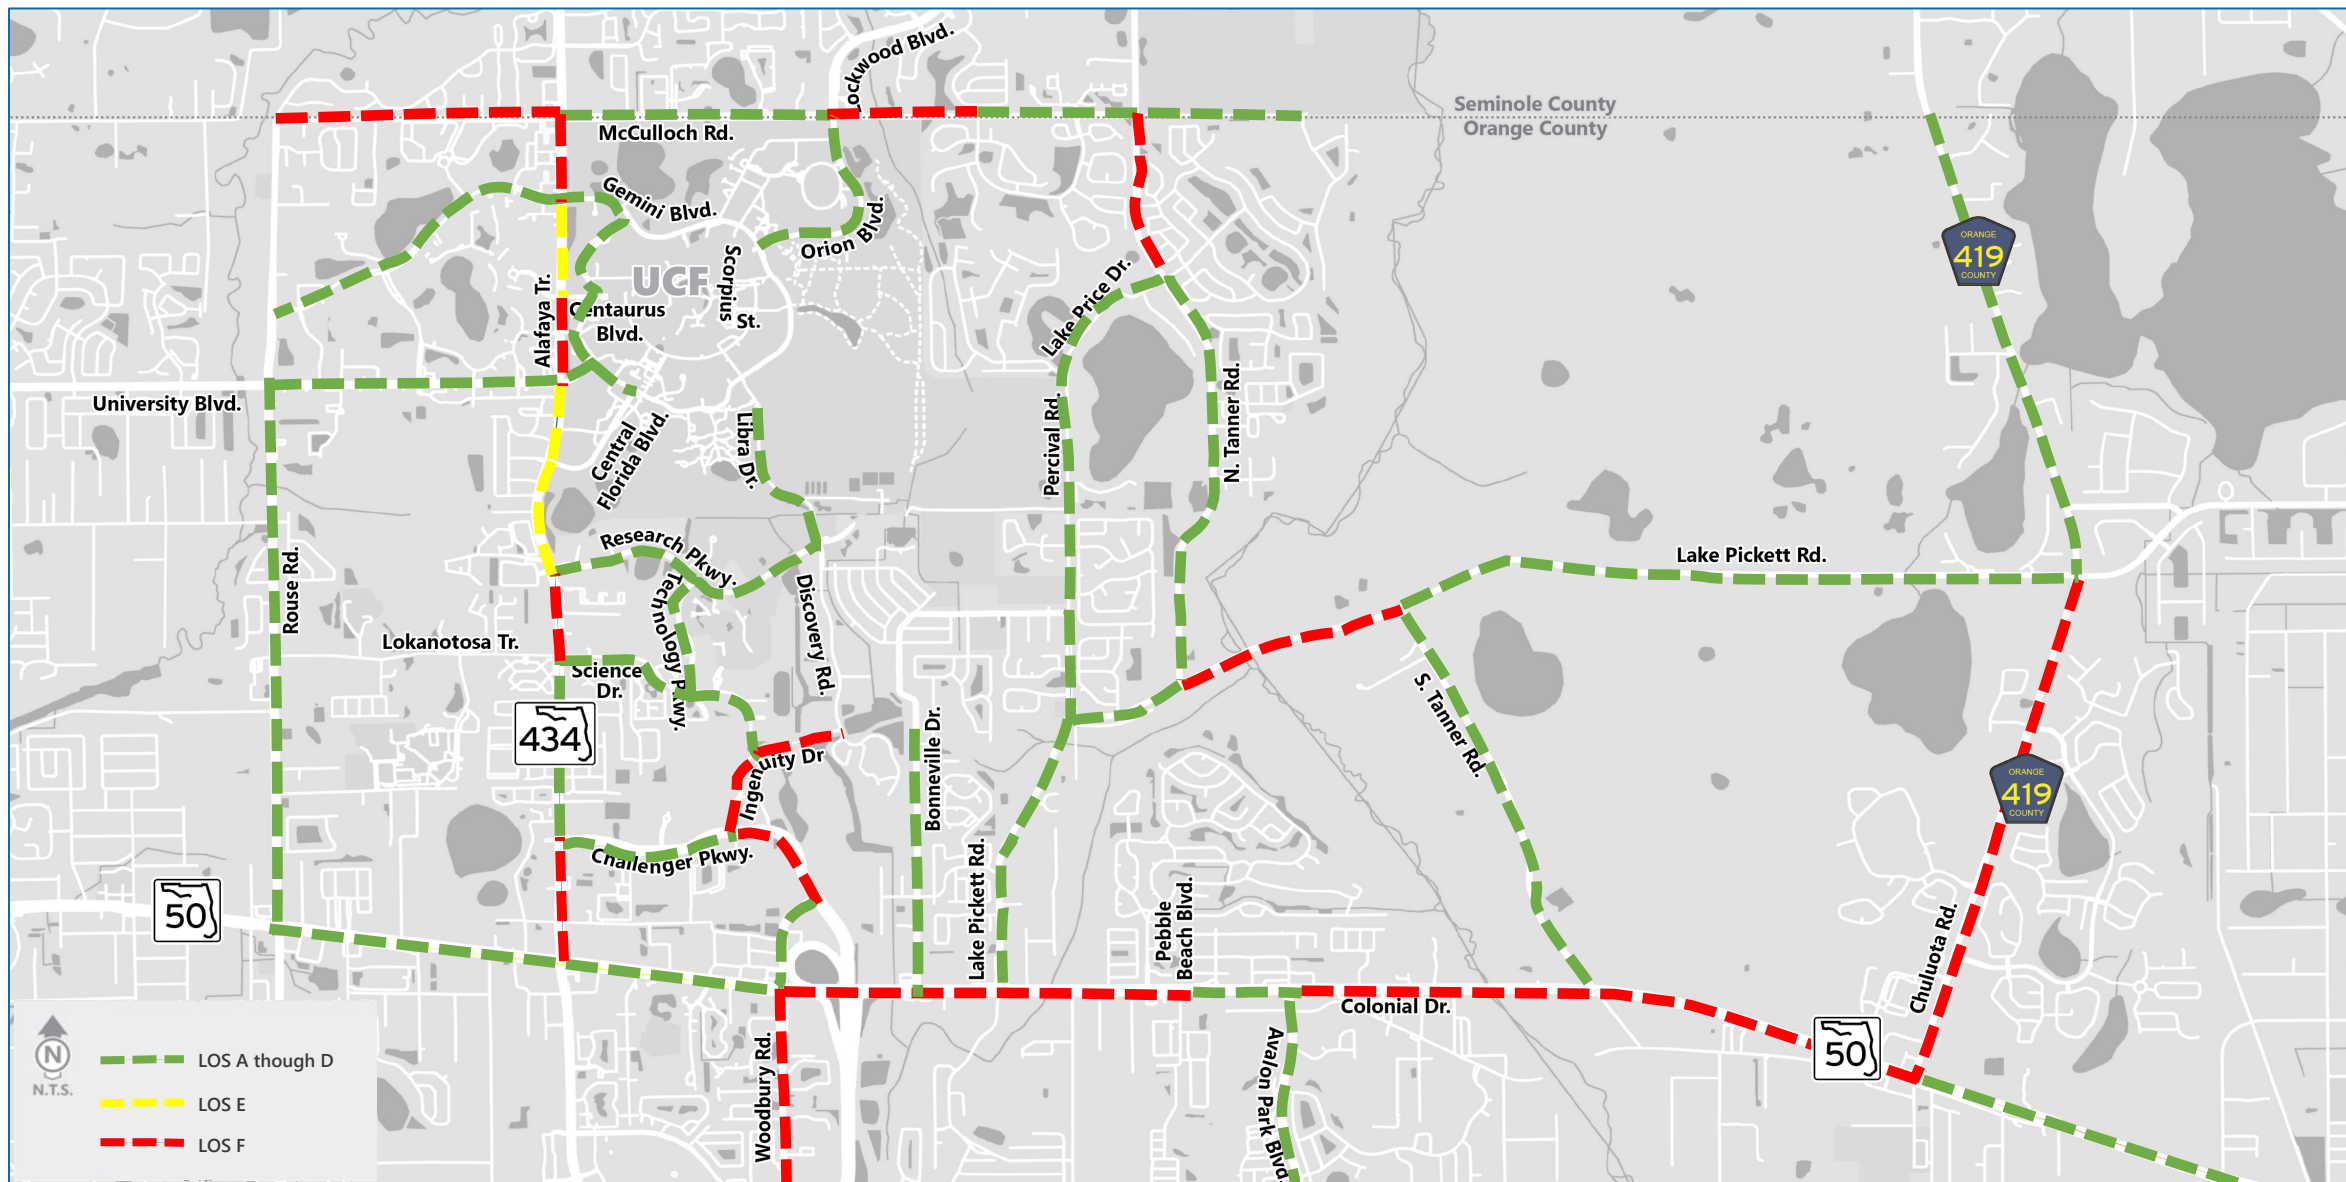 Lockwood Blvd.
Seminole County
Orange County
McCulloch Rd.
Gemini Blvd.
Orion Blvd.
Scorpius
St.
UCF
ORANGE
419
COUNTY
Alafaya Tr.
Centaurus
Blvd.
Lake Price Dr.
University Blvd.
Percival Rd.
N. Tanner Rd.
Central
Florida Blvd.
Libra Dr.
Research Pkwy.
Lake Pickett Rd.
Rouse Rd.
Technology Pkwy.
Discovery Rd.
Lokanotosa Tr.
Science
Dr.
S. Tanner Rd.
434
Ingenuity Dr
Bonneville Dr.
ORANGE
419
COUNTY
Challenger Pkwy.
Lake Pickett Rd.
50
Pebble
Beach Blvd.
Chuluota Rd.
Colonial Dr.
50
Woodbury Rd.
Avalon Park Blvd.
N
N.T.S.
LOS A though D
LOS E
LOS F